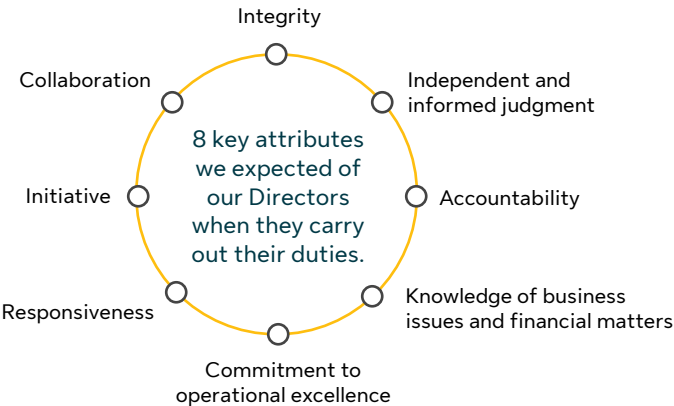 Integrity
Collaboration
Independent and
informed judgment
8 key attributes
we expected of
our Directors
when they carry
out their duties.
Initiative
Accountability
Responsiveness
Knowledge of business
issues and financial matters
Commitment to
operational excellence